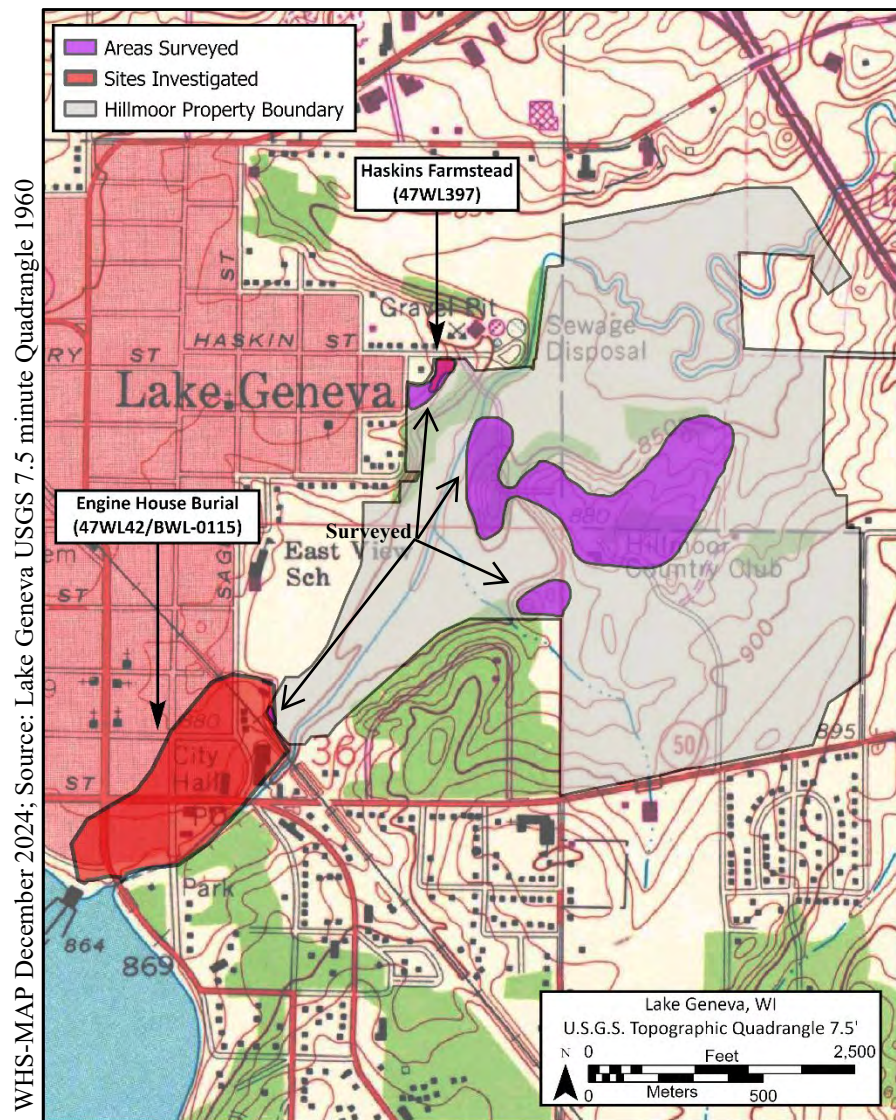 WHS-MAP December 2024; Source: Lake Geneva USGS 7.5 minute Quadrangle 1960
Areas Surveyed
Sites Investigated
Hillmoor Property Boundary
Haskins Farmstead
(47WL397)
ST
Gravel Pit
HASKIN ST
RY ST
Sewage
Disposal
Lake Geneva
850
Engine House Burial
(47WL42/BWL-0115)
Surveyed
880
Hillmoor
Country Club
East View
Sch
SAG
ST
900
880
City
Hall
36
50
895
ST
PO
Park
864
869
Lake Geneva, WI
U.S.G.S. Topographic Quadrangle 7.5'
N 0 Feet 2,500
0 Meters 500